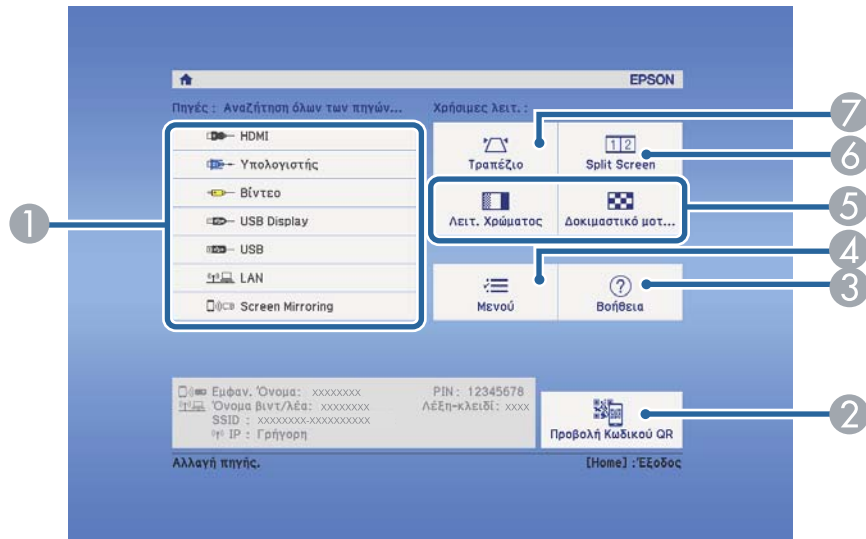 EPSON
Πηγές : Αναζήτηση όλων των πηγών...
HDMI
Υπολογιστής
Βίντεο
USB Display
USB
LAN
Screen Mirroring
Χρήσιμες λειτ. :
Τραπέζιο
Split Screen
1 2
Λειτ. Χρώματος
Δοκιμαστικό μοτ...
Μενού
Βοήθεια
?
Εμφαν. Όνομα: xxxxxxxx
Όνομα βιντ/λέα: xxxxxxxx
SSID : xxxxxxxx-xxxxxxxxxx
IP : Γρήγορη
PIN : 12345678
Λέξη-κλειδί: xxxx
Προβολή Κωδικού QR
Αλλαγή πηγής.
[Home] :Έξοδος
1
7
6
5
4
3
2